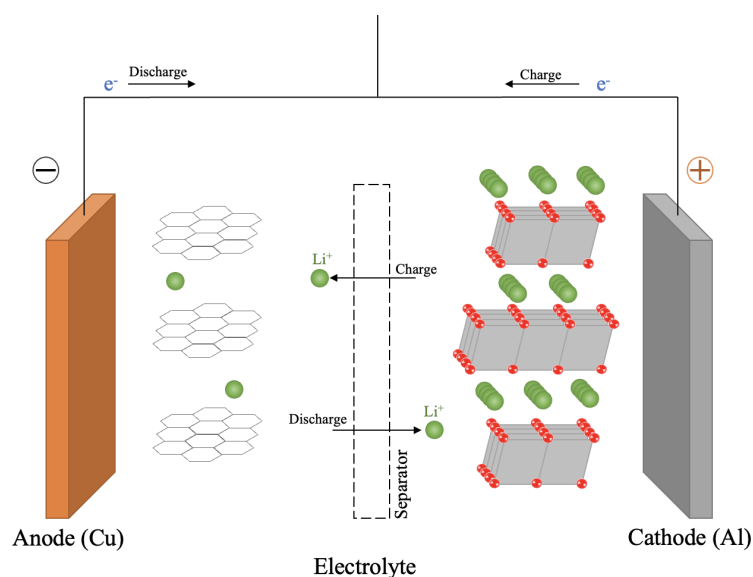 Discharge
e⁻
Charge
e⁻
−
+
Li⁺
Charge
Discharge
Li⁺
Separator
Anode (Cu)
Cathode (Al)
Electrolyte